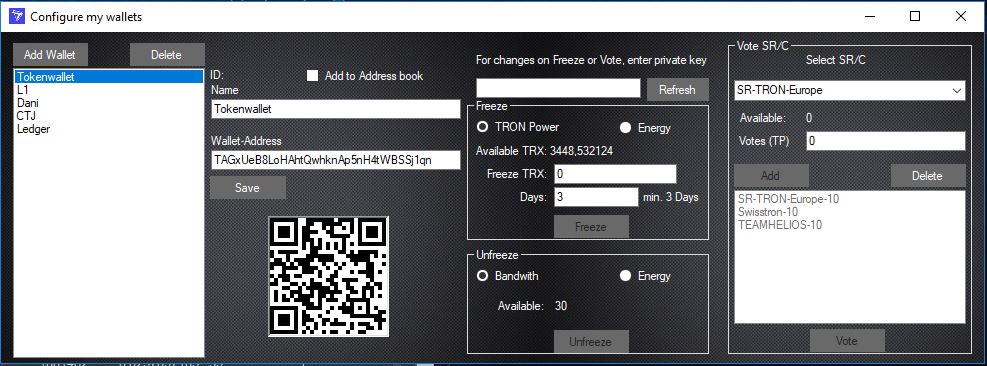 Configure my wallets
Add Wallet
Delete
Tokenwallet
L1
Dani
CTJ
Ledger
ID:
Add to Address book
Name
Tokenwallet
Wallet-Address
TAGxUeB8LoHAhtQwhknAp5nH4tWBSSj1qn
Save
For changes on Freeze or Vote, enter private key
Refresh
Freeze
TRON Power
Energy
Available TRX: 3448,532124
Freeze TRX: 0
Days: 3 min. 3 Days
Freeze
Unfreeze
Bandwith
Energy
Available: 30
Unfreeze
Vote SR/C
Select SR/C
SR-TRON-Europe
Available: 0
Votes (TP) 0
Add
Delete
SR-TRON-Europe-10
Swisstron-10
TEAMHELIOS-10
Vote